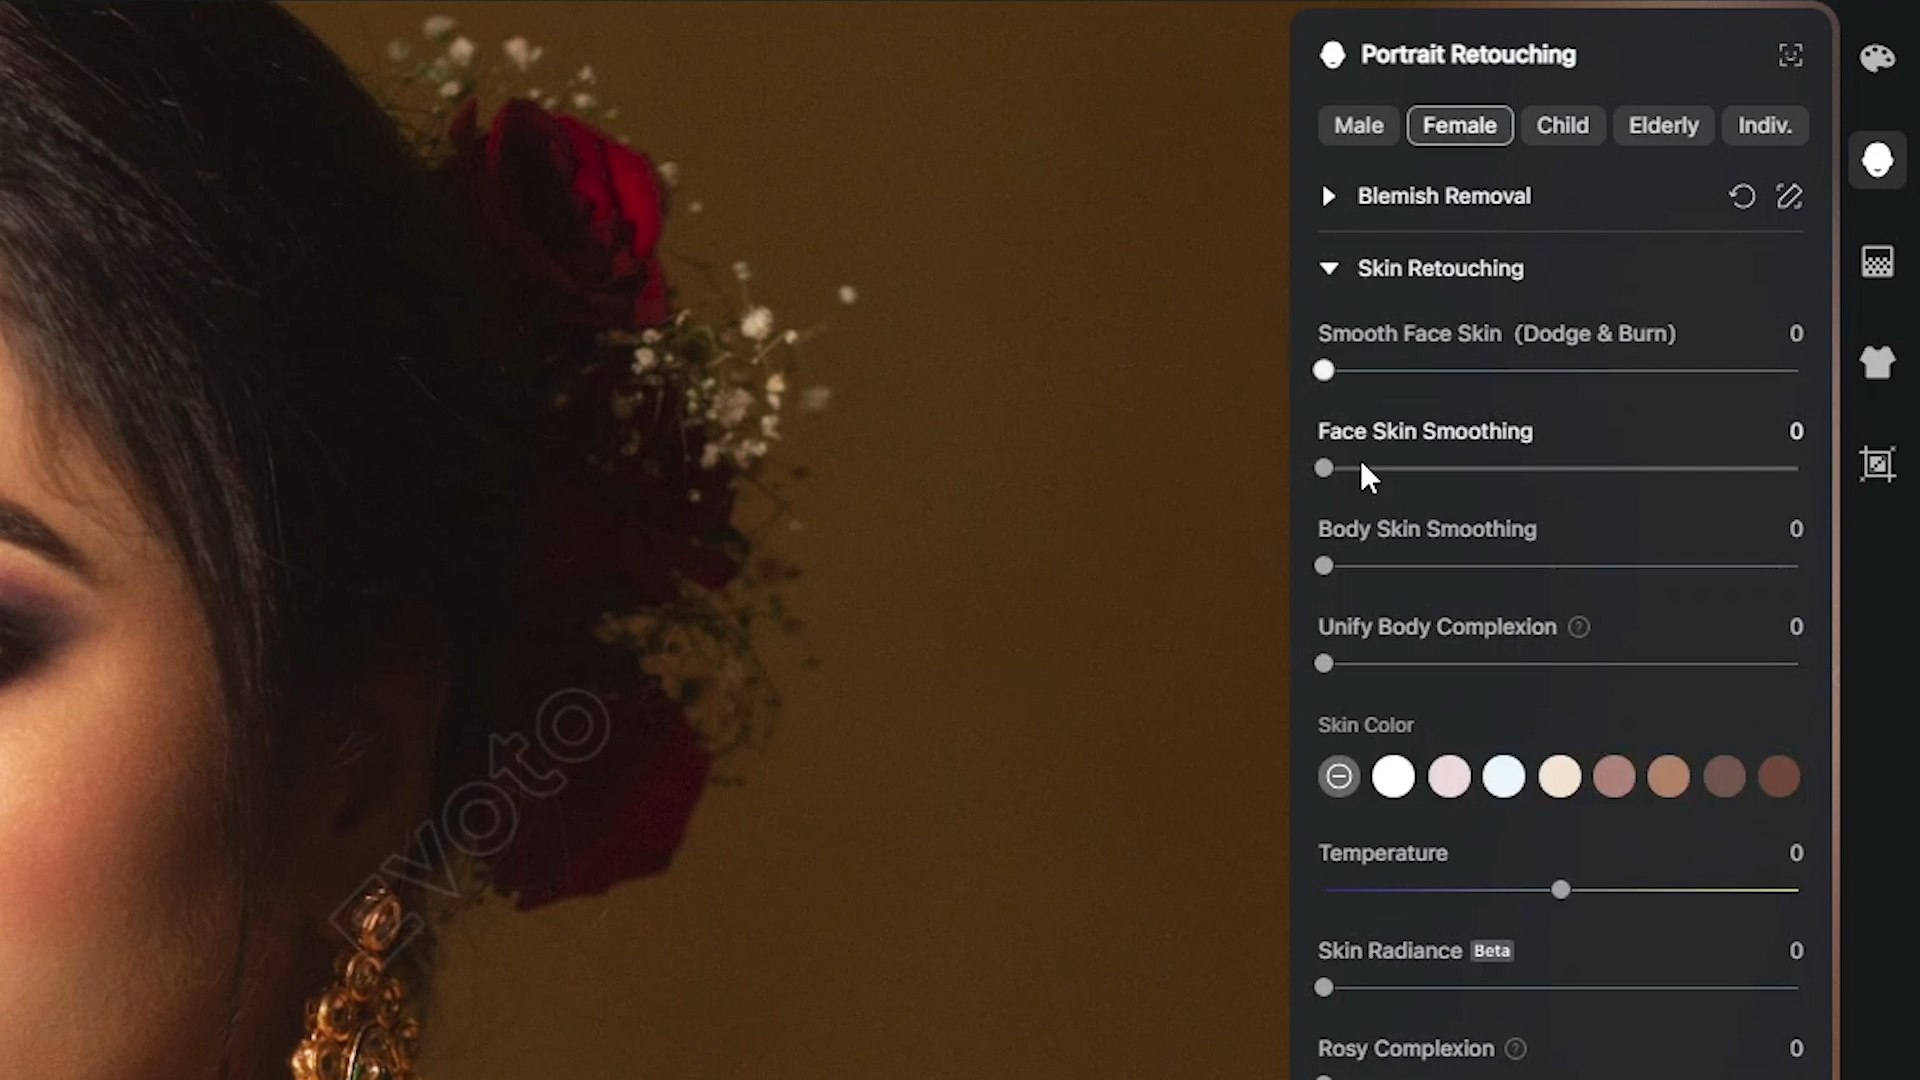 Portrait Retouching
Male Female Child Elderly Indiv.
Blemish Removal
Skin Retouching
Smooth Face Skin (Dodge & Burn) 0
Face Skin Smoothing 0
Body Skin Smoothing 0
Unify Body Complexion ? 0
Skin Color
Temperature 0
Skin Radiance Beta 0
Rosy Complexion ? 0
Evoto